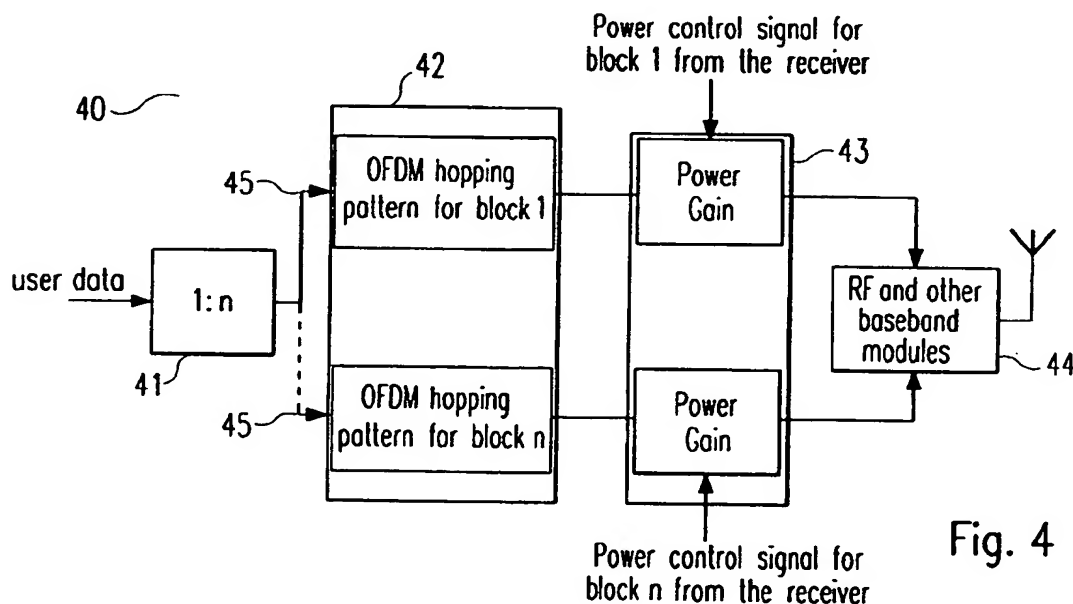 Power control signal for
block 1 from the receiver
42
40
43
OFDM hopping
pattern for block 1
Power
Gain
45
user data
1:n
RF and other
baseband
modules
41
44
45
OFDM hopping
pattern for block n
Power
Gain
Power control signal for
block n from the receiver
Fig. 4